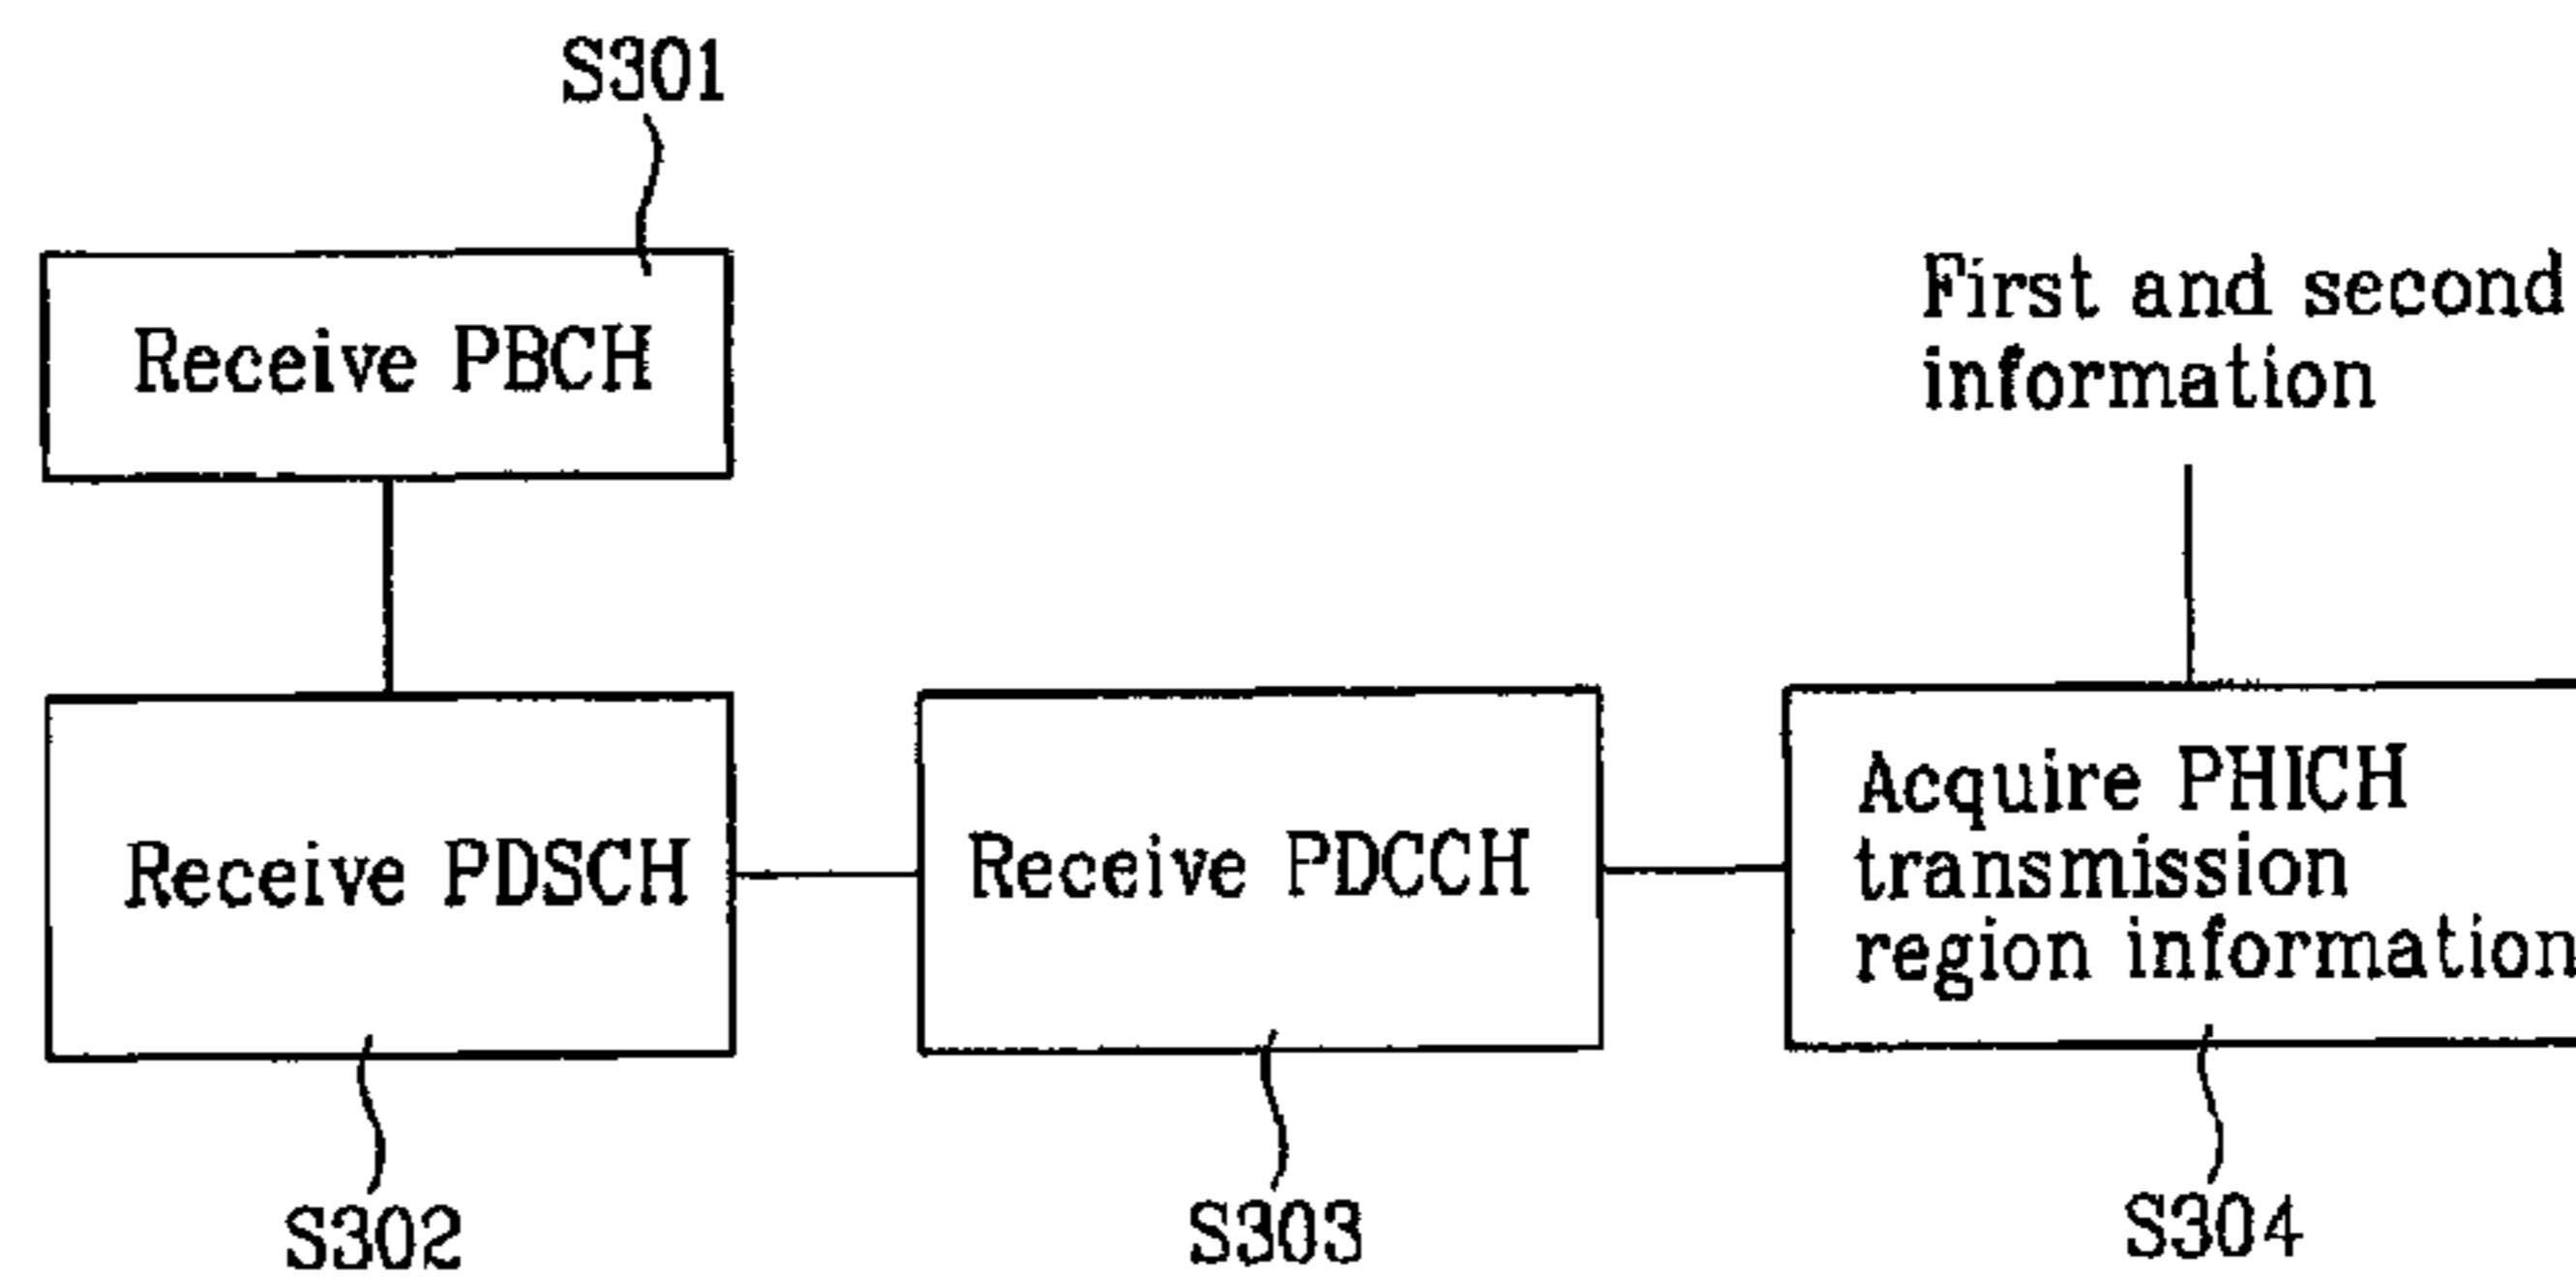 S301
Receive PBCH
First and second
information
Receive PDSCH
Receive PDCCH
Acquire PHICH
transmission
region information
S302
S303
S304